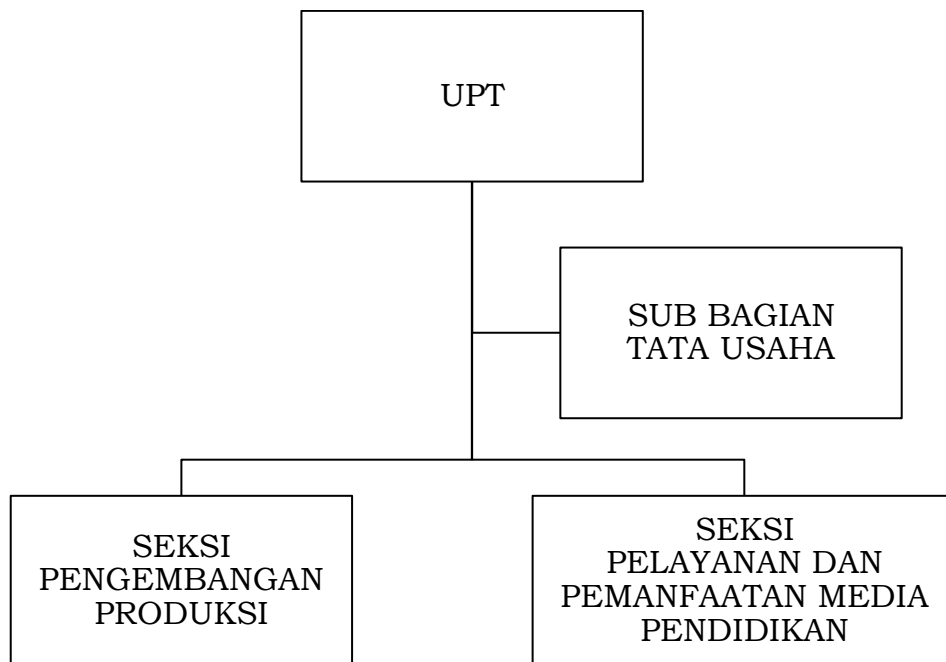 UPT
SUB BAGIAN
TATA USAHA
SEKSI
PENGEMBANGAN
PRODUKSI
SEKSI
PELAYANAN DAN
PEMANFAATAN MEDIA
PENDIDIKAN